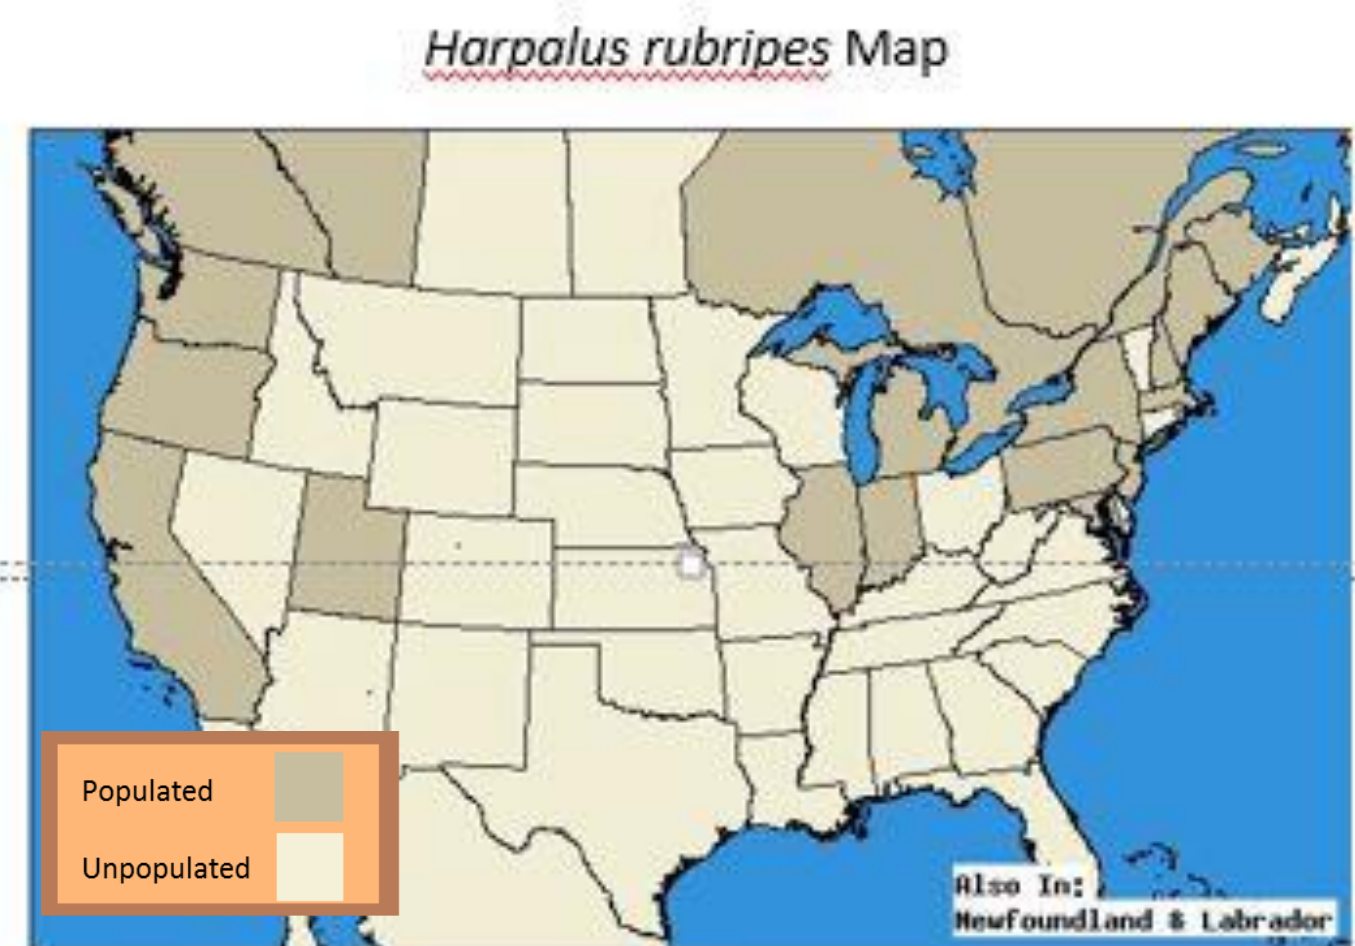 Harpalus rubripes Map
Populated
Unpopulated
Also In:
Newfoundland & Labrador